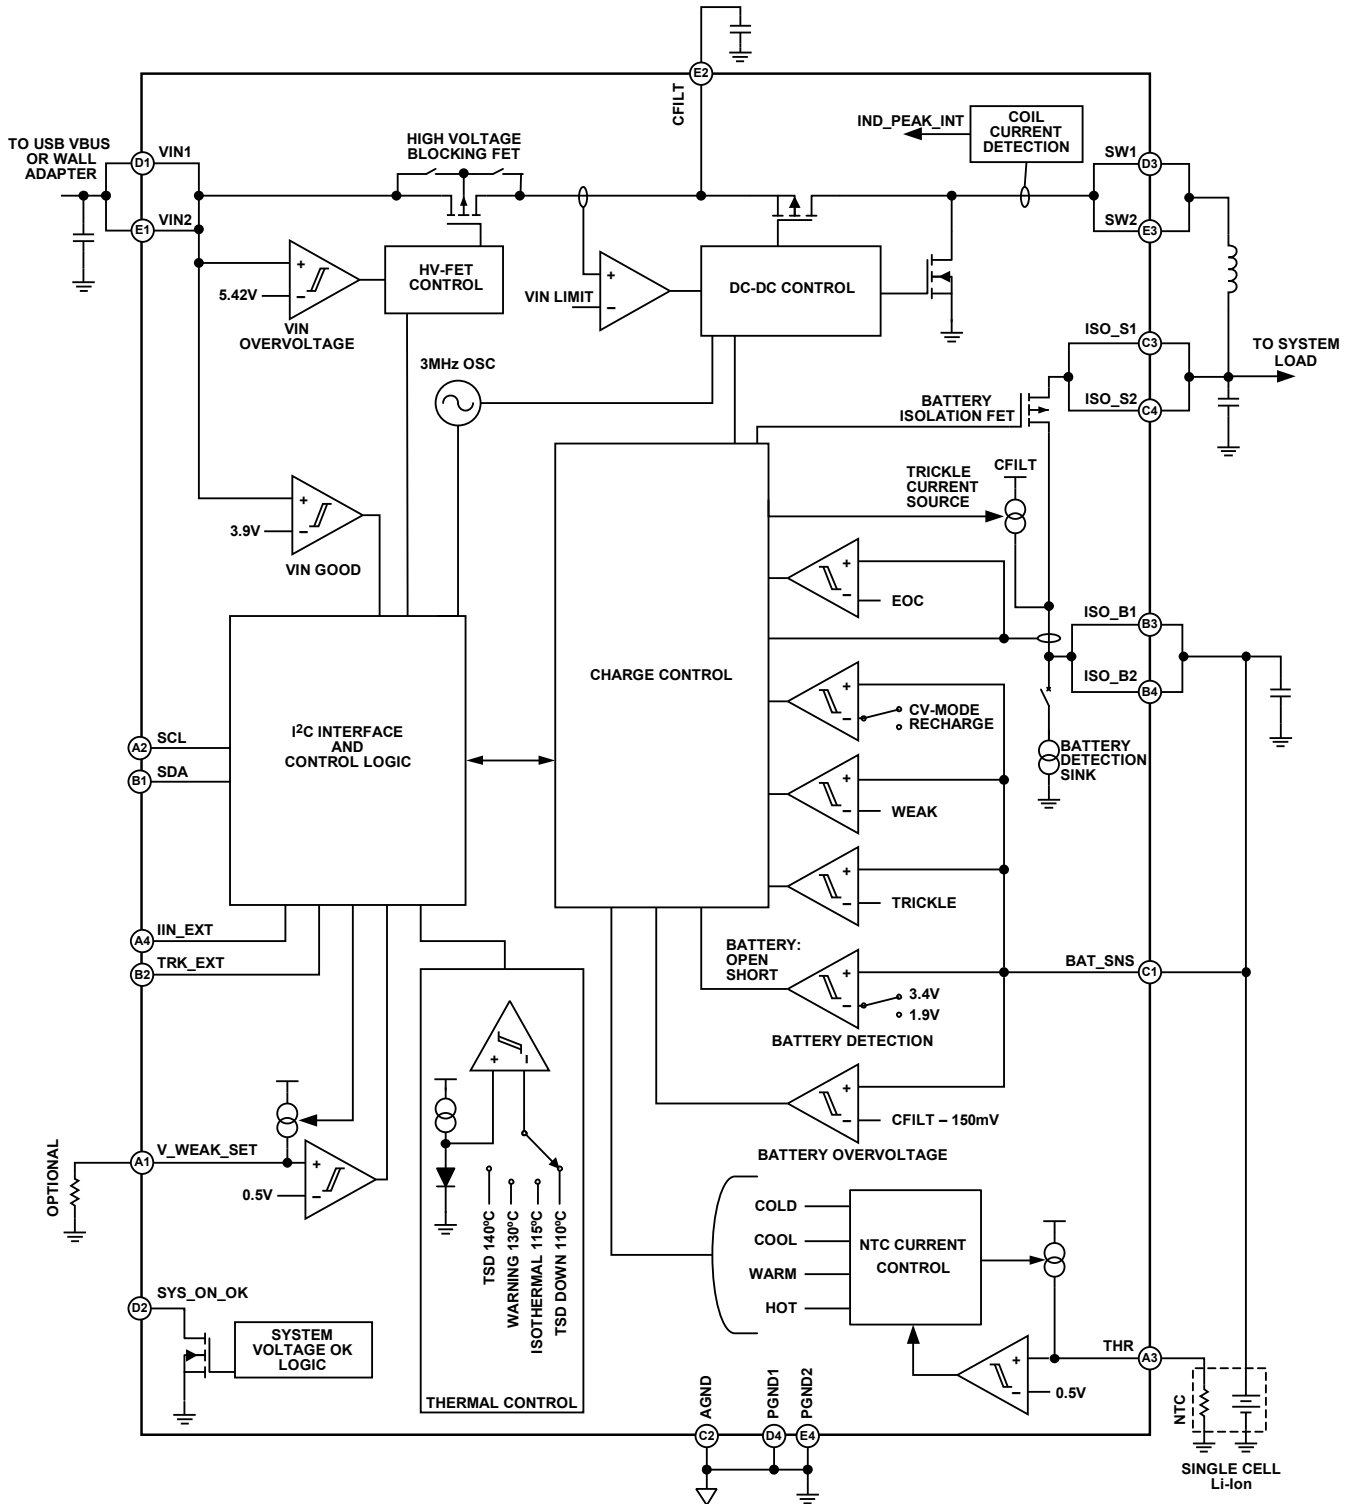 E2
CFILT
IND_PEAK_INT
COIL
CURRENT
DETECTION
TO USB VBUS
OR WALL
ADAPTER
D1
VIN1
E1
VIN2
HIGH VOLTAGE
BLOCKING FET
SW1
D3
SW2
E3
+
5.42V
–
VIN
OVERVOLTAGE
HV-FET
CONTROL
+
VIN LIMIT
–
DC-DC CONTROL
3MHz OSC
ISO_S1
C3
ISO_S2
C4
TO SYSTEM
LOAD
BATTERY
ISOLATION FET
TRICKLE
CURRENT
SOURCE
CFILT
+
3.9V
–
VIN GOOD
+
–
EOC
ISO_B1
B3
ISO_B2
B4
CHARGE CONTROL
I2C INTERFACE
AND
CONTROL LOGIC
A2
SCL
B1
SDA
+
–
CV-MODE
RECHARGE
BATTERY
DETECTION
SINK
+
–
WEAK
+
–
TRICKLE
A4
IIN_EXT
B2
TRK_EXT
BATTERY:
OPEN
SHORT
+
–
3.4V
1.9V
BATTERY DETECTION
BAT_SNS
C1
+
–
CFILT – 150mV
BATTERY OVERVOLTAGE
+
–
TSD 140ºC
WARNING 130ºC
ISOTHERMAL 115ºC
TSD DOWN 110ºC
THERMAL CONTROL
OPTIONAL
A1
V_WEAK_SET
+
0.5V
–
D2
SYS_ON_OK
SYSTEM
VOLTAGE OK
LOGIC
COLD
COOL
WARM
HOT
NTC CURRENT
CONTROL
THR
A3
+
–
0.5V
NTC
SINGLE CELL
Li-Ion
AGND
PGND1
PGND2
C2
D4
E4